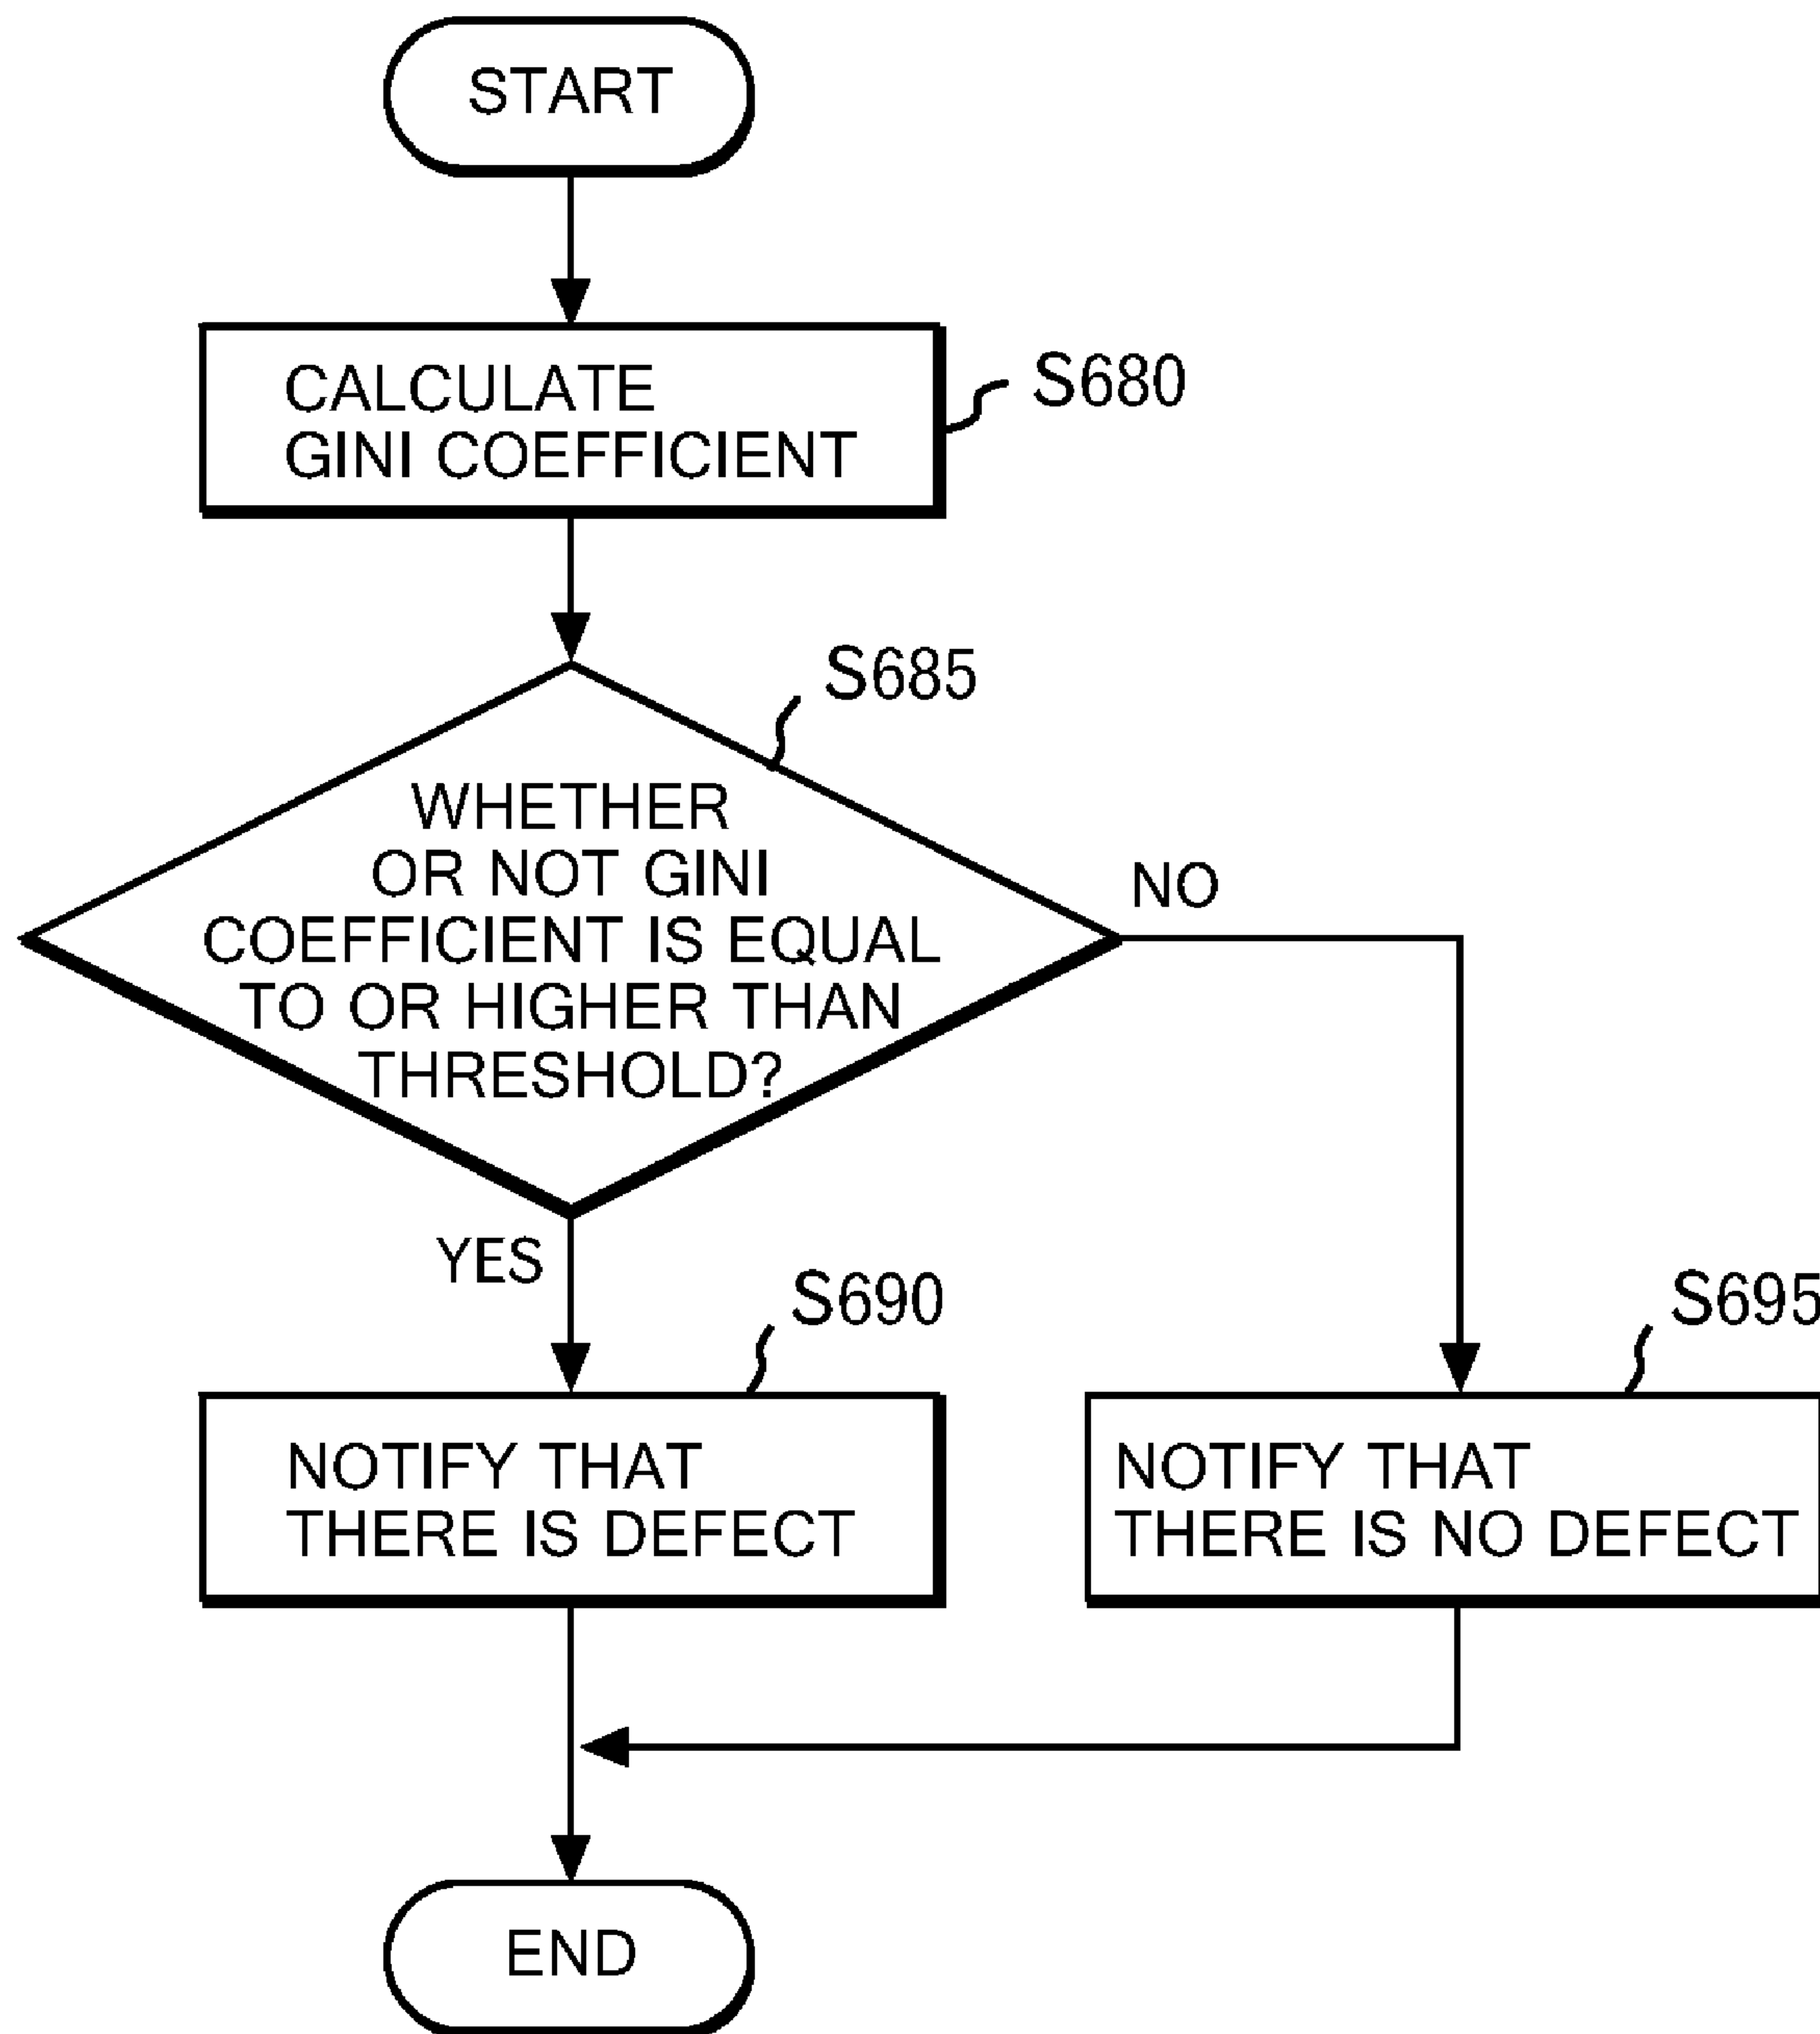 START
CALCULATE
GINI COEFFICIENT
S680
S685
WHETHER
OR NOT GINI
COEFFICIENT IS EQUAL
TO OR HIGHER THAN
THRESHOLD?
NO
YES
S690
S695
NOTIFY THAT
THERE IS DEFECT
NOTIFY THAT
THERE IS NO DEFECT
END